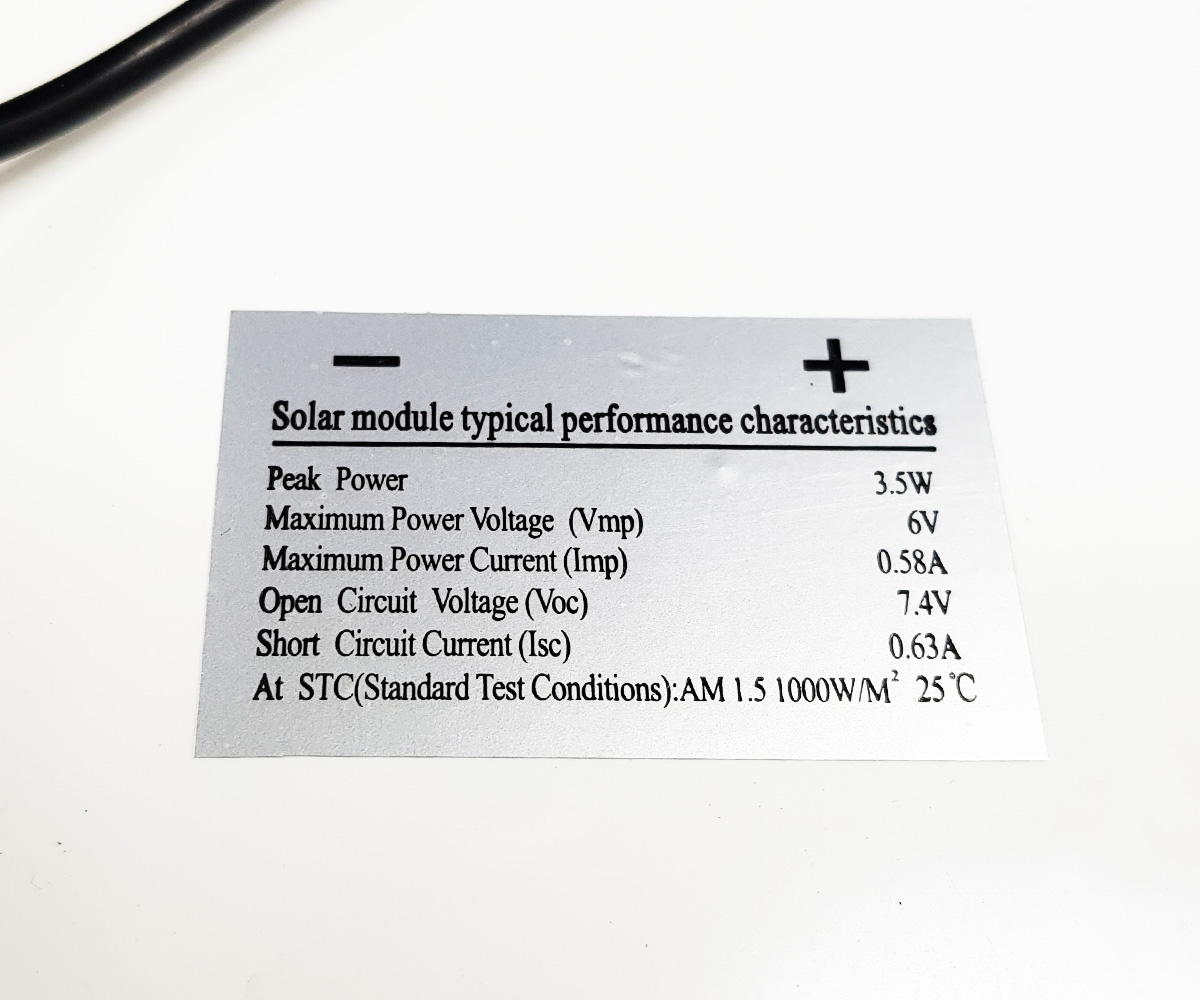 − +
Solar module typical performance characteristics
Peak Power 3.5W
Maximum Power Voltage (Vmp) 6V
Maximum Power Current (Imp) 0.58A
Open Circuit Voltage (Voc) 7.4V
Short Circuit Current (Isc) 0.63A
At STC(Standard Test Conditions):AM 1.5 1000W/M² 25℃